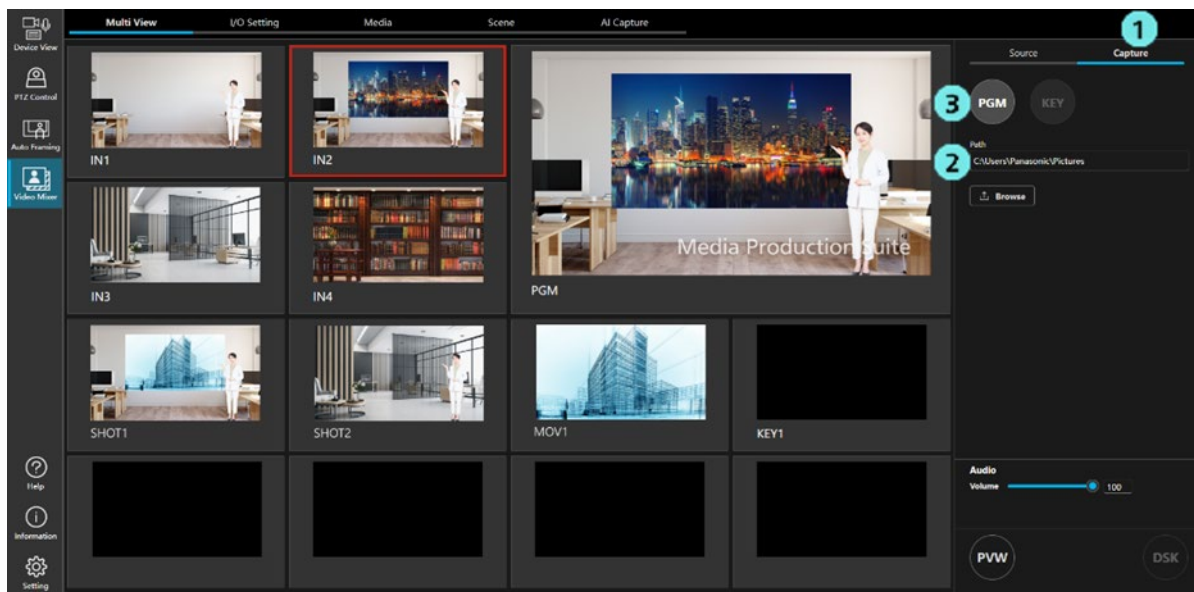 Multi View
I/O Setting
Media
Scene
AI Capture
1
Device View
PTZ Control
Auto Framing
Video Mixer
Help
Information
Setting
IN1
IN2
Media Production Suite
PGM
IN3
IN4
SHOT1
SHOT2
MOV1
KEY1
Source
Capture
3
PGM
KEY
Path
2
C:\Users\Panasonic\Pictures
Browse
Audio
Volume
100
PVW
DSK